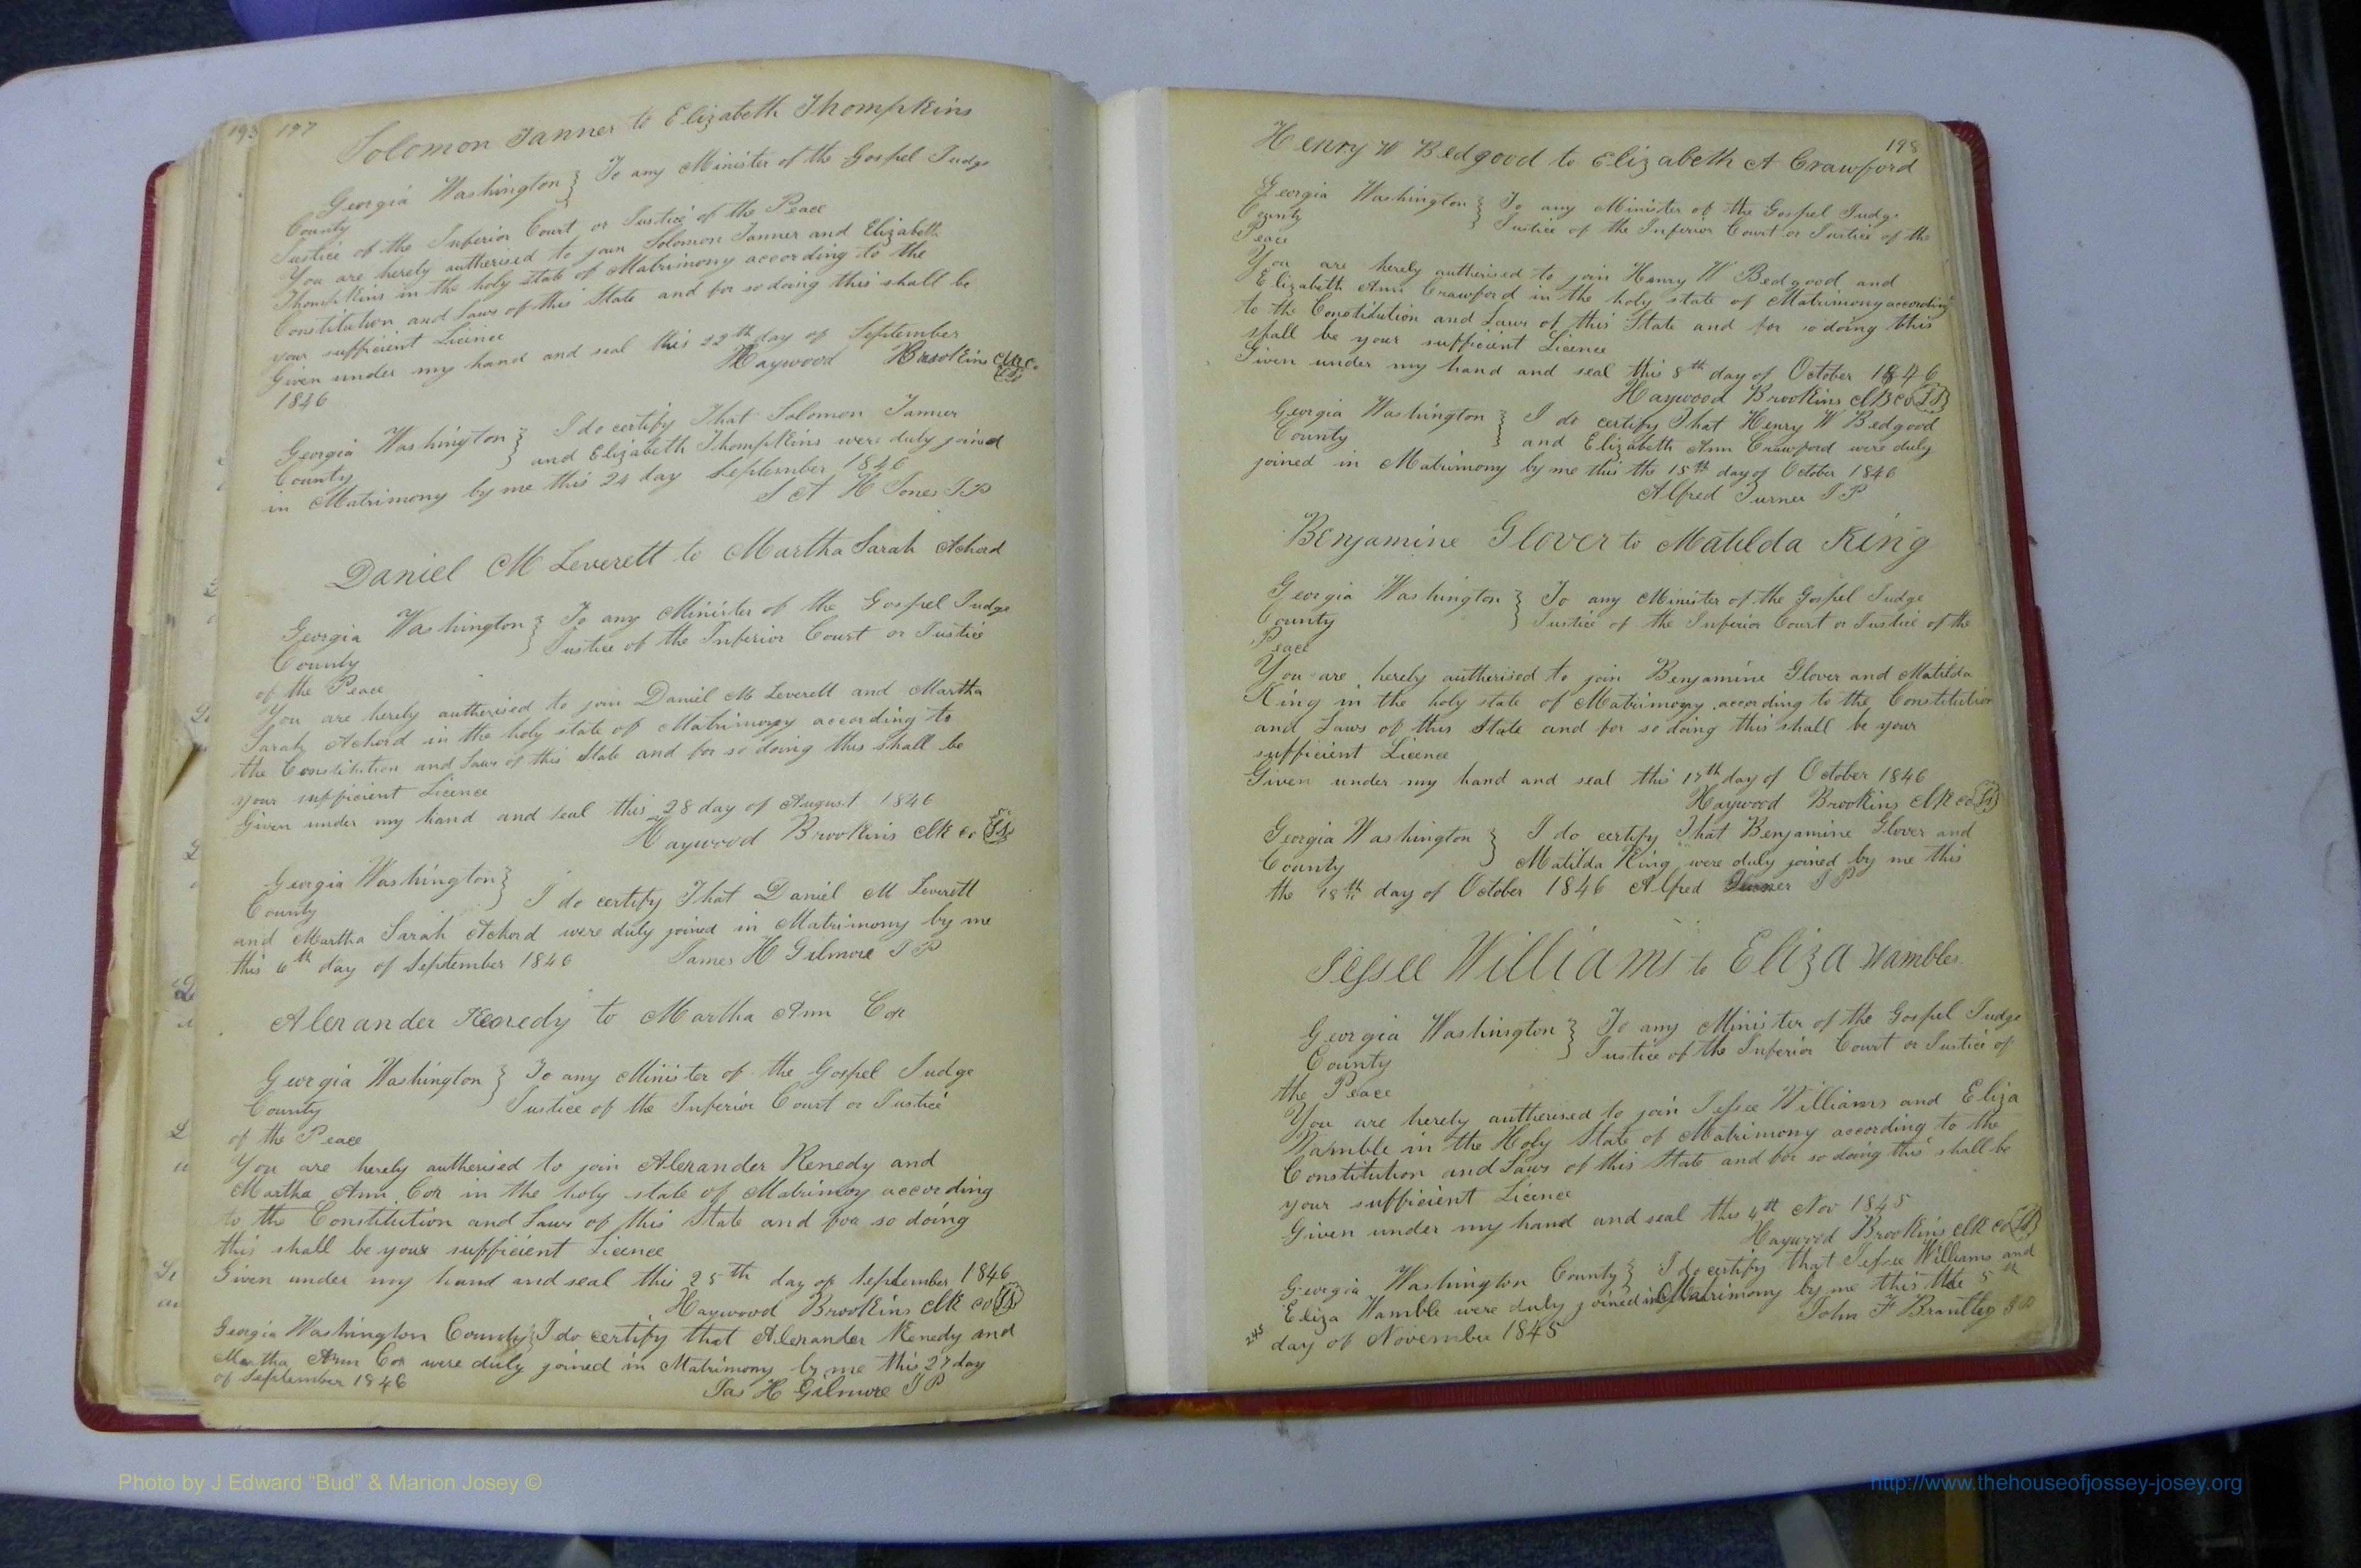 193 197
Solomon Tanner to Elizabeth Thompkins
Georgia Washington } To any Minister of the Gospel Judge
County
Justice of the Inferior Court or Justice of the Peace
You are hereby autherised to join Solomon Tanner and Elizabeth
Thompkins in the holy state of Matrimony according to the
Constitution and Laws of this State and for so doing this shall be
your sufficient Licence
Given under my hand and seal this 22th day of September
1846 Haywood Brookins
Georgia Washington } I do certify That Solomon Tanner
County and Elizabeth Thompkins were duly joined
in Matrimony by me this 24 day September 1846
S A H Jones J P
Daniel M Leverett to Martha Sarah Achord
Georgia Washington } To any Minister of the Gospel Judge
County Justice of the Inferior Court or Justice
of the Peace
You are hereby autherised to join Daniel M Leverett and Martha
Sarah Achord in the holy state of Matrimony according to
the Constitution and Laws of this State and for so doing this shall be
your sufficient Licence
Given under my hand and seal this 28 day of August 1846
Haywood Brookins Clk co LS
Georgia Washington }
County I do certify That Daniel M Leverett
and Martha Sarah Achord were duly joined in Matrimony by me
this 6th day of September 1846 James H Gilmore J P
Alexander Kenedy to Martha Ann Cox
Georgia Washington } To any Minister of the Gospel Judge
County Justice of the Inferior Court or Justice
of the Peace
You are hereby autherised to join Alexander Kenedy and
Martha Ann Cox in the holy state of Matrimony according
to the Constitution and Laws of this State and for so doing
this shall be your sufficient Licence
Given under my hand and seal this 25th day of September 1846
Haywood Brookins Clk co LS
Georgia Washington County } I do certify that Alexander Kenedy and
Martha Ann Cox were duly joined in Matrimony by me this 27 day
of September 1846 Jas H Gilmore J P
198
Henry W Bedgood to Elizabeth A Crawford
Georgia Washington } To any Minister of the Gospel Judge
County Justice of the Inferior Court or Justice of the
Peace
You are hereby autherised to join Henry W Bedgood and
Elizabeth Ann Crawford in the holy state of Matrimony according
to the Constitution and Laws of this State and for so doing this
shall be your sufficient Licence
Given under my hand and seal this 8th day of October 1846
Haywood Brookins clk co LS
Georgia Washington } I do certify That Henry W Bedgood
County and Elizabeth Ann Crawford were duly
joined in Matrimony by me this the 15th day of October 1846
Alfred Turner J P
Benjamine Glover to Matilda King
Georgia Washington } To any Minister of the Gospel Judge
County Justice of the Inferior Court or Justice of the
Peace
You are hereby autherised to join Benjamine Glover and Matilda
King in the holy state of Matrimony according to the Constitution
and Laws of this State and for so doing this shall be your
sufficient Licence
Given under my hand and seal this 17th day of October 1846
Haywood Brookins Clk co LS
Georgia Washington } I do certify That Benjamine Glover and
County Matilda King were duly joined by me this
the 18th day of October 1846 Alfred Turner J P
Jessee Williams to Eliza Wambles
Georgia Washington } To any Minister of the Gospel Judge
County Justice of the Inferior Court or Justice of
the Peace
You are hereby autherised to join Jessee Williams and Eliza
Wamble in the Holy State of Matrimony according to the
Constitution and Laws of this State and for so doing this shall be
your sufficient Licence
Given under my hand and seal this 4th Nov 1845
Haywood Brookins Clk co LS
Georgia Washington County } I do certify that Jessee Williams and
Eliza Wamble were duly joined in Matrimony by me this the 5th
day of November 1845 John F Brantley J P
245
Photo by J Edward “Bud” & Marion Josey ©
http://www.thehouseofjossey-josey.org